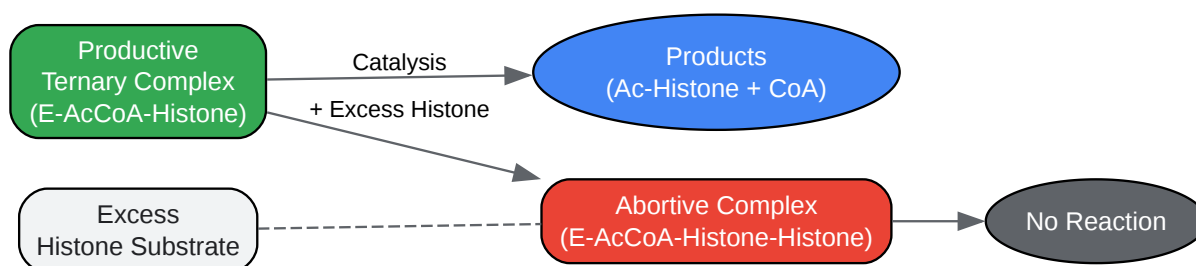 Productive
Ternary Complex
(E-AcCoA-Histone)
Catalysis
+ Excess Histone
Products
(Ac-Histone + CoA)
Excess
Histone Substrate
Abortive Complex
(E-AcCoA-Histone-Histone)
No Reaction